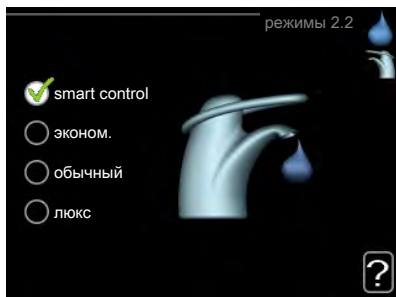 режимы 2.2
smart control
эконом.
обычный
люкс
?